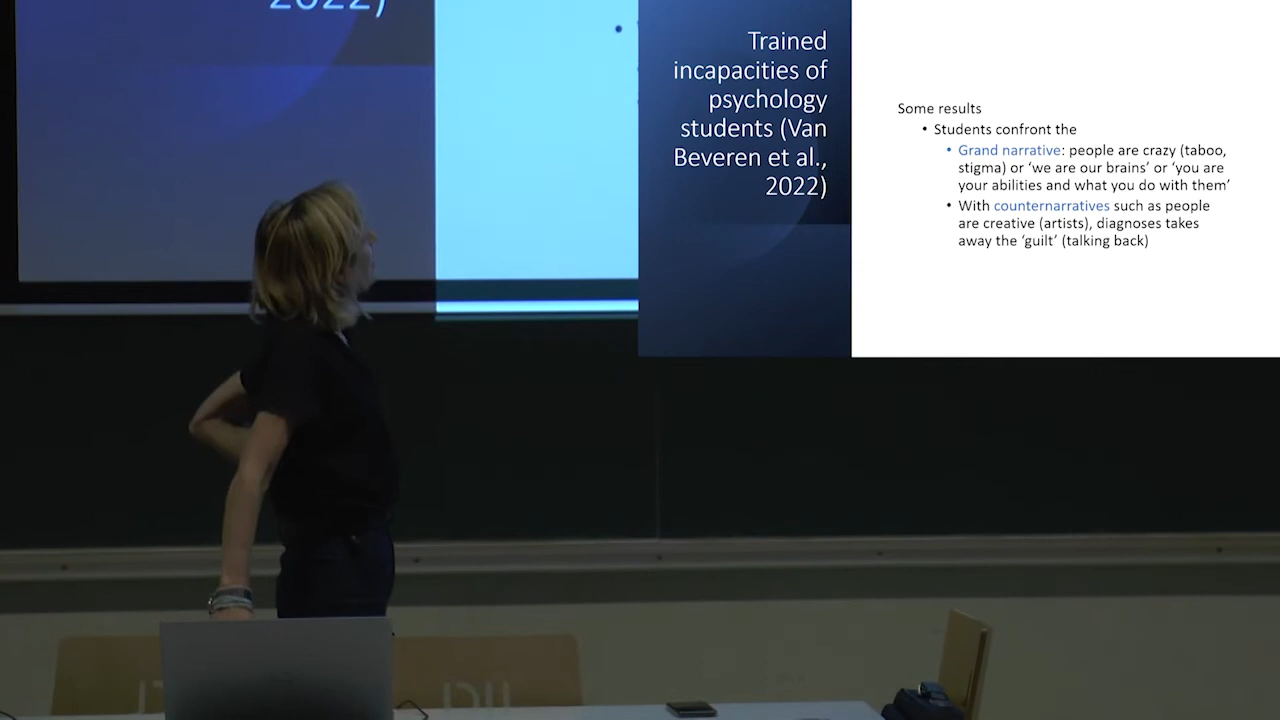 2022)
Trained
incapacities of
psychology
students (Van
Beveren et al.,
2022)
Some results
• Students confront the
• Grand narrative: people are crazy (taboo,
stigma) or ‘we are our brains’ or ‘you are
your abilities and what you do with them’
• With counternarratives such as people
are creative (artists), diagnoses takes
away the ‘guilt’ (talking back)